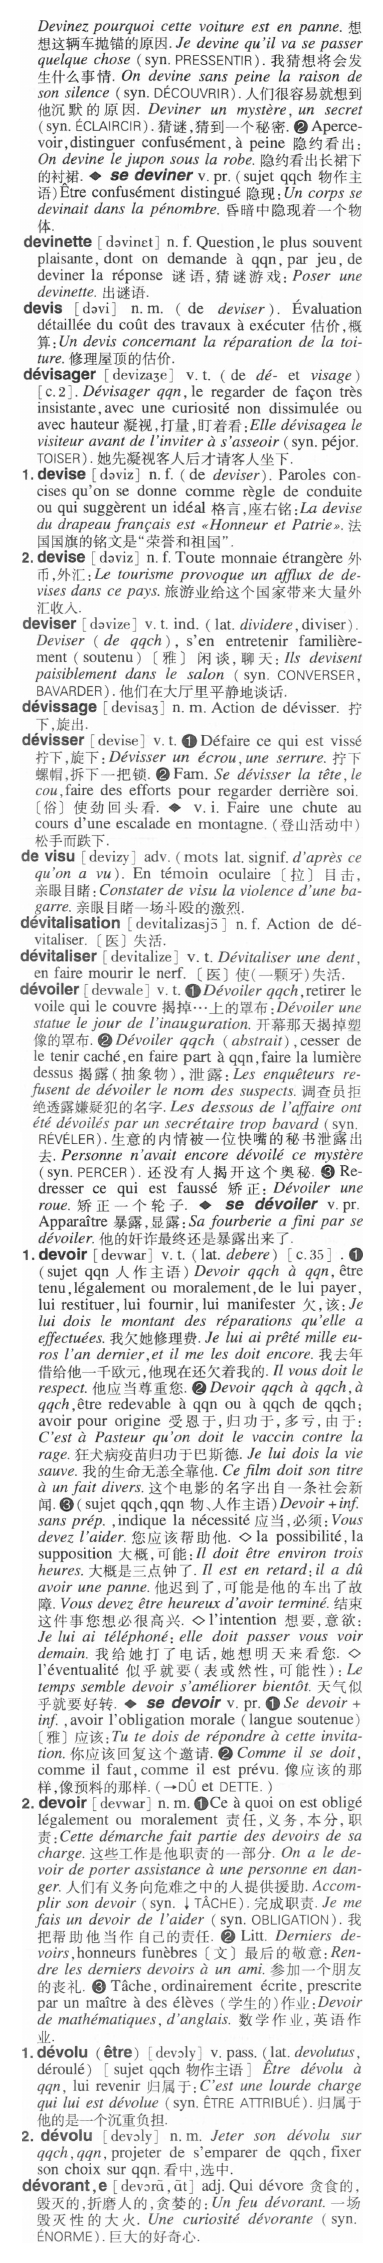 Devinez pourquoi cette voiture est en panne. 想
想这辆车抛锚的原因. Je devine qu'il va se passer
quelque chose (syn. PRESSENTIR). 我猜想将会发
生什么事情. On devine sans peine la raison de
son silence (syn. DÉCOUVRIR). 人们很容易就想到
他沉默的原因. Deviner un mystère, un secret
(syn. ÉCLAIRCIR). 猜谜,猜到一个秘密. ❷ Aperce-
voir,distinguer confusément, à peine 隐约看出:
On devine le jupon sous la robe. 隐约看出长裙下
的衬裙. ◆ se deviner v. pr. (sujet qqch 物作主
语)Être confusément distingué 隐现:Un corps se
devinait dans la pénombre. 昏暗中隐现着一个物
体.
devinette [dəvinɛt] n. f. Question,le plus souvent
plaisante, dont on demande à qqn, par jeu, de
deviner la réponse 谜语,猜谜游戏: Poser une
devinette. 出谜语.
devis [dəvi] n. m. ( de deviser). Évaluation
détaillée du coût des travaux à exécuter 估价,概
算:Un devis concernant la réparation de la toi-
ture. 修理屋顶的估价.
dévisager [devizaʒe] v. t. ( de dé- et visage)
[c.2]. Dévisager qqn, le regarder de façon très
insistante,avec une curiosité non dissimulée ou
avec hauteur 凝视,打量,盯着看:Elle dévisagea le
visiteur avant de l'inviter à s'asseoir (syn. péjor.
TOISER). 她先凝视客人后才请客人坐下.
1. devise [dəviz] n. f. (de deviser). Paroles con-
cises qu'on se donne comme règle de conduite
ou qui suggèrent un idéal 格言,座右铭:La devise
du drapeau français est «Honneur et Patrie». 法
国国旗的铭文是“荣誉和祖国”.
2. devise [dəviz] n. f. Toute monnaie étrangère 外
币,外汇:Le tourisme provoque un afflux de de-
vises dans ce pays. 旅游业给这个国家带来大量外
汇收入.
deviser [dəvize] v. t. ind. (lat. dividere, diviser).
Deviser ( de qqch), s'en entretenir familière-
ment (soutenu) 〔雅〕闲谈,聊天: Ils devisent
paisiblement dans le salon (syn. CONVERSER,
BAVARDER). 他们在大厅里平静地谈话.
dévissage [devisaʒ] n. m. Action de dévisser. 拧
下,旋出.
dévisser [devise] v. t. ❶ Défaire ce qui est vissé
拧下,旋下: Dévisser un écrou, une serrure. 拧下
螺帽,拆下一把锁. ❷ Fam. Se dévisser la tête, le
cou,faire des efforts pour regarder derrière soi.
〔俗〕使劲回头看. ◆ v. i. Faire une chute au
cours d'une escalade en montagne. (登山活动中)
松手而跌下.
de visu [devizy] adv. (mots lat. signif. d'après ce
qu'on a vu). En témoin oculaire 〔拉〕目击,
亲眼目睹:Constater de visu la violence d'une ba-
garre. 亲眼目睹一场斗殴的激烈.
dévitalisation [devitalizasjɔ̃] n. f. Action de dé-
vitaliser. 〔医〕失活.
dévitaliser [devitalize] v. t. Dévitaliser une dent,
en faire mourir le nerf. 〔医〕使(一颗牙)失活.
dévoiler [devwale] v. t. ❶Dévoiler qqch,retirer le
voile qui le couvre 揭掉…上的罩布:Dévoiler une
statue le jour de l'inauguration. 开幕那天揭掉塑
像的罩布. ❷ Dévoiler qqch (abstrait),cesser de
le tenir caché,en faire part à qqn,faire la lumière
dessus 揭露(抽象物),泄露: Les enquêteurs re-
fusent de dévoiler le nom des suspects. 调查员拒
绝透露嫌疑犯的名字. Les dessous de l'affaire ont
été dévoilés par un secrétaire trop bavard (syn.
RÉVÉLER). 生意的内情被一位快嘴的秘书泄露出
去. Personne n'avait encore dévoilé ce mystère
(syn. PERCER). 还没有人揭开这个奥秘. ❸ Re-
dresser ce qui est faussé 矫正: Dévoiler une
roue. 矫正一个轮子. ◆ se dévoiler v. pr.
Apparaître 暴露,显露:Sa fourberie a fini par se
dévoiler. 他的奸诈最终还是暴露出来了.
1. devoir [dəvwar] v. t. (lat. debere) [c.35] . ❶
(sujet qqn 人作主语) Devoir qqch à qqn, être
tenu,légalement ou moralement,de le lui payer,
lui restituer, lui fournir, lui manifester 欠,该:Je
lui dois le montant des réparations qu'elle a
effectuées. 我欠她修理费. Je lui ai prêté mille eu-
ros l'an dernier,et il me les doit encore. 我去年
借给他一千欧元,他现在还欠着我的. Il vous doit le
respect. 他应当尊重您. ❷Devoir qqch à qqch,à
qqch,être redevable à qqn ou à qqch de qqch;
avoir pour origine 受恩于,归功于,多亏,由于:
C'est à Pasteur qu'on doit le vaccin contre la
rage. 狂犬病疫苗归功于巴斯德. Je lui dois la vie
sauve. 我的生命无恙全靠他. Ce film doit son titre
à un fait divers. 这个电影的名字出自一条社会新
闻. ❸(sujet qqch,qqn 物、人作主语)Devoir+inf.
sans prép. ,indique la nécessité 应当,必须:Vous
devez l'aider. 您应该帮助他. ◇ la possibilité, la
supposition 大概,可能:Il doit être environ trois
heures. 大概是三点钟了. Il est en retard:il a dû
avoir une panne. 他迟到了,可能是他的车出了故
障. Vous devez être heureux d'avoir terminé. 结束
这件事您想必很高兴. ◇l'intention 想要,意欲:
Je lui ai téléphoné: elle doit passer vous voir
demain. 我给她打了电话,她想明天来看您. ◇
l'éventualité 似乎就要(表或然性,可能性): Le
temps semble devoir s'améliorer bientôt. 天气似
乎就要好转. ◆ se devoir v. pr. ❶ Se devoir +
inf. ,avoir l'obligation morale (langue soutenue)
〔雅〕应该:Tu te dois de répondre à cette invita-
tion. 你应该回复这个邀请. ❷ Comme il se doit,
comme il faut,comme il est prévu. 像应该的那
样,像预料的那样. (→DÛ et DETTE. )
2. devoir [dəvwar] n. m. ❶Ce à quoi on est obligé
légalement ou moralement 责任,义务,本分,职
责:Cette démarche fait partie des devoirs de sa
charge. 这些工作是他职责的一部分. On a le de-
voir de porter assistance à une personne en dan-
ger. 人们有义务向危难之中的人提供援助. Accom-
plir son devoir (syn. ↓TÂCHE). 完成职责. Je me
fais un devoir de l'aider (syn. OBLIGATION). 我
把帮助他当作自己的责任. ❷ Litt. Derniers de-
voirs,honneurs funèbres 〔文〕最后的敬意:Ren-
dre les derniers devoirs à un ami. 参加一个朋友
的丧礼. ❸ Tâche, ordinairement écrite, prescrite
par un maître à des élèves (学生的)作业:Devoir
de mathématiques, d'anglais. 数学作业,英语作
业.
1. dévolu (être) [devɔly] v. pass. (lat. devolutus,
déroulé) [ sujet qqch 物作主语] Être dévolu à
qqn, lui revenir 归属于:C'est une lourde charge
qui lui est dévolue (syn. ÊTRE ATTRIBUÉ). 归属于
他的是一个沉重负担.
2. dévolu [devɔly] n. m. Jeter son dévolu sur
qqch,qqn, projeter de s'emparer de qqch, fixer
son choix sur qqn. 看中,选中.
dévorant,e [devɔrɑ̃, ɑ̃t] adj. Qui dévore 贪食的,
毁灭的,折磨人的,贪婪的:Un feu dévorant. 一场
毁灭性的大火. Une curiosité dévorante (syn.
ÉNORME). 巨大的好奇心.